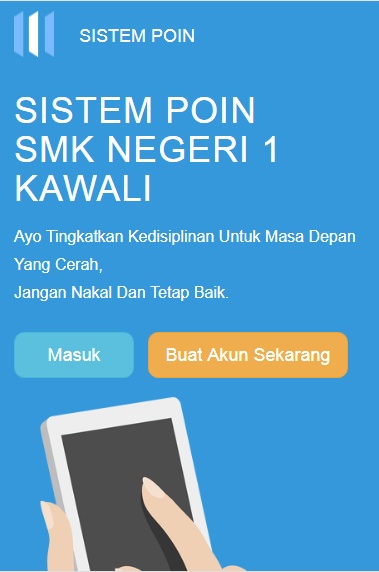 SISTEM POIN
SISTEM POIN
SMK NEGERI 1
KAWALI
Ayo Tingkatkan Kedisiplinan Untuk Masa Depan
Yang Cerah,
Jangan Nakal Dan Tetap Baik.
Masuk
Buat Akun Sekarang